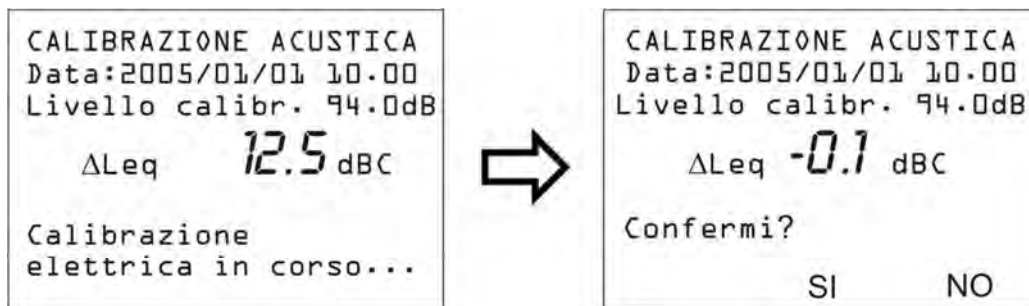 CALIBRAZIONE ACUSTICA
Data:2005/01/01 10.00
Livello calibr. 94.0dB
ΔLeq 12.5 dBC
Calibrazione
elettrica in corso...
CALIBRAZIONE ACUSTICA
Data:2005/01/01 10.00
Livello calibr. 94.0dB
ΔLeq -0.1 dBC
Confermi?
SI NO